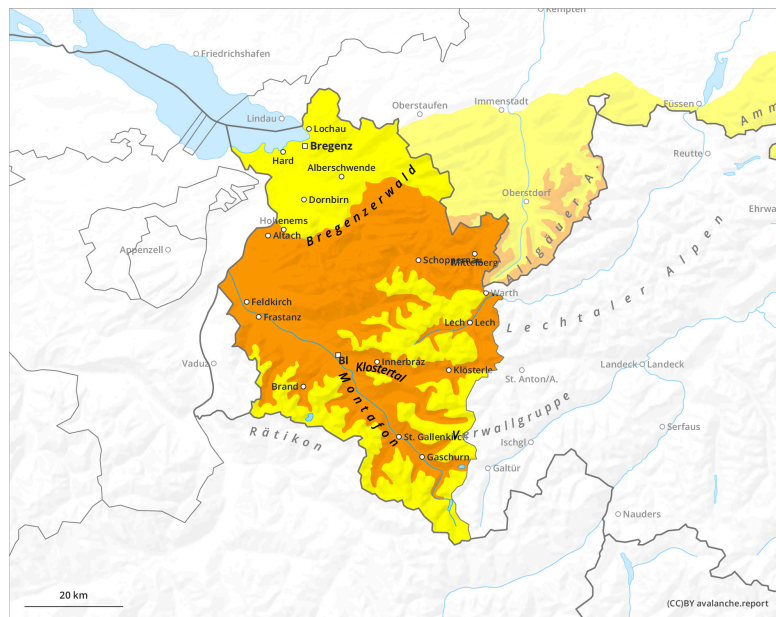 Kempten
Friedrichshafen
Oberstaufen
Immenstadt
Füssen
Lindau
Lochau
Bregenz
Hard
Alberschwende
Reutte
Dornbirn
Oberstdorf
Bregenzerwald
Hohenems
Altach
Appenzell
Schoppernau
Mittelberg
Allgäuer A.
Ehrwa
Warth
Feldkirch
Frastanz
Lech
Lech
Lechtaler Alpen
Vaduz
Bl
Innerbraz
Klostertal
Klösterle
St. Anton/A.
Landeck
Landeck
Brand
Montafon
Verwallgruppe
Serfaus
Rätikon
St. Gallenkirch
Ischgl
Gaschurn
Galtür
Nauders
20 km
(CC)BY avalanche.report